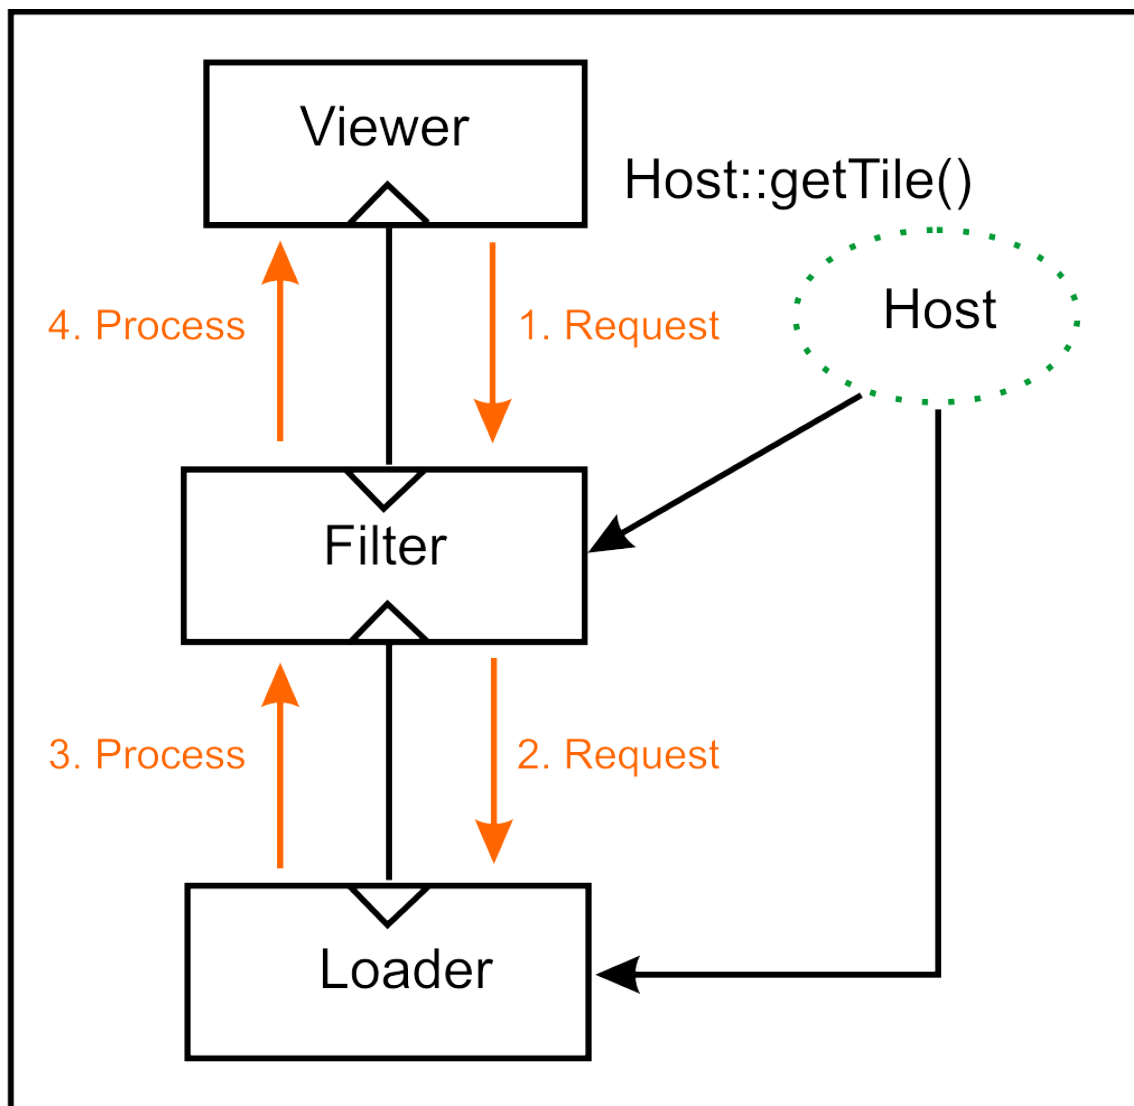 Viewer
Host::getTile()
Host
4. Process
1. Request
Filter
3. Process
2. Request
Loader